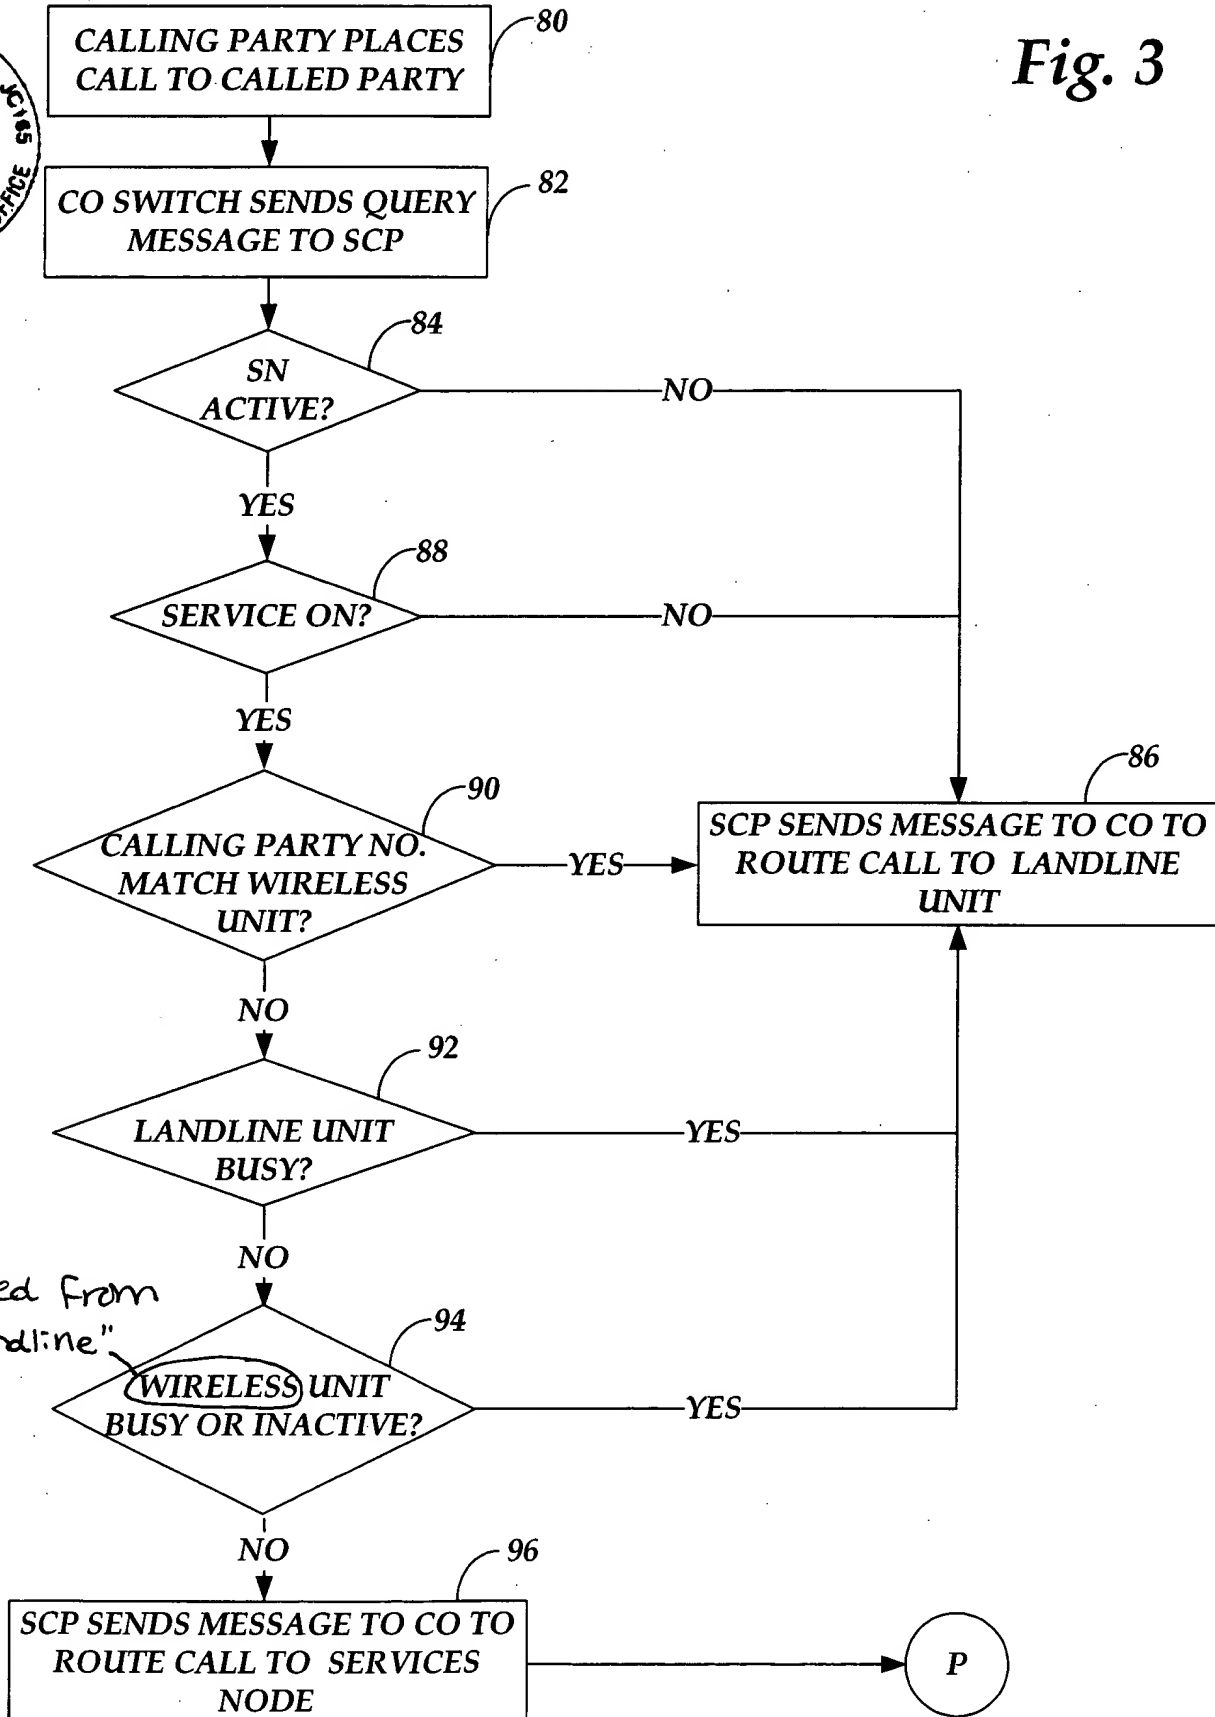 CALLING PARTY PLACES
CALL TO CALLED PARTY
80
Fig. 3
JC165
OFFICE
CO SWITCH SENDS QUERY
MESSAGE TO SCP
82
84
SN
ACTIVE?
NO
YES
88
SERVICE ON?
NO
YES
90
CALLING PARTY NO.
MATCH WIRELESS
UNIT?
YES
86
SCP SENDS MESSAGE TO CO TO
ROUTE CALL TO LANDLINE
UNIT
NO
92
LANDLINE UNIT
BUSY?
YES
NO
ed from
dline"
94
WIRELESS UNIT
BUSY OR INACTIVE?
YES
NO
96
SCP SENDS MESSAGE TO CO TO
ROUTE CALL TO SERVICES
NODE
P